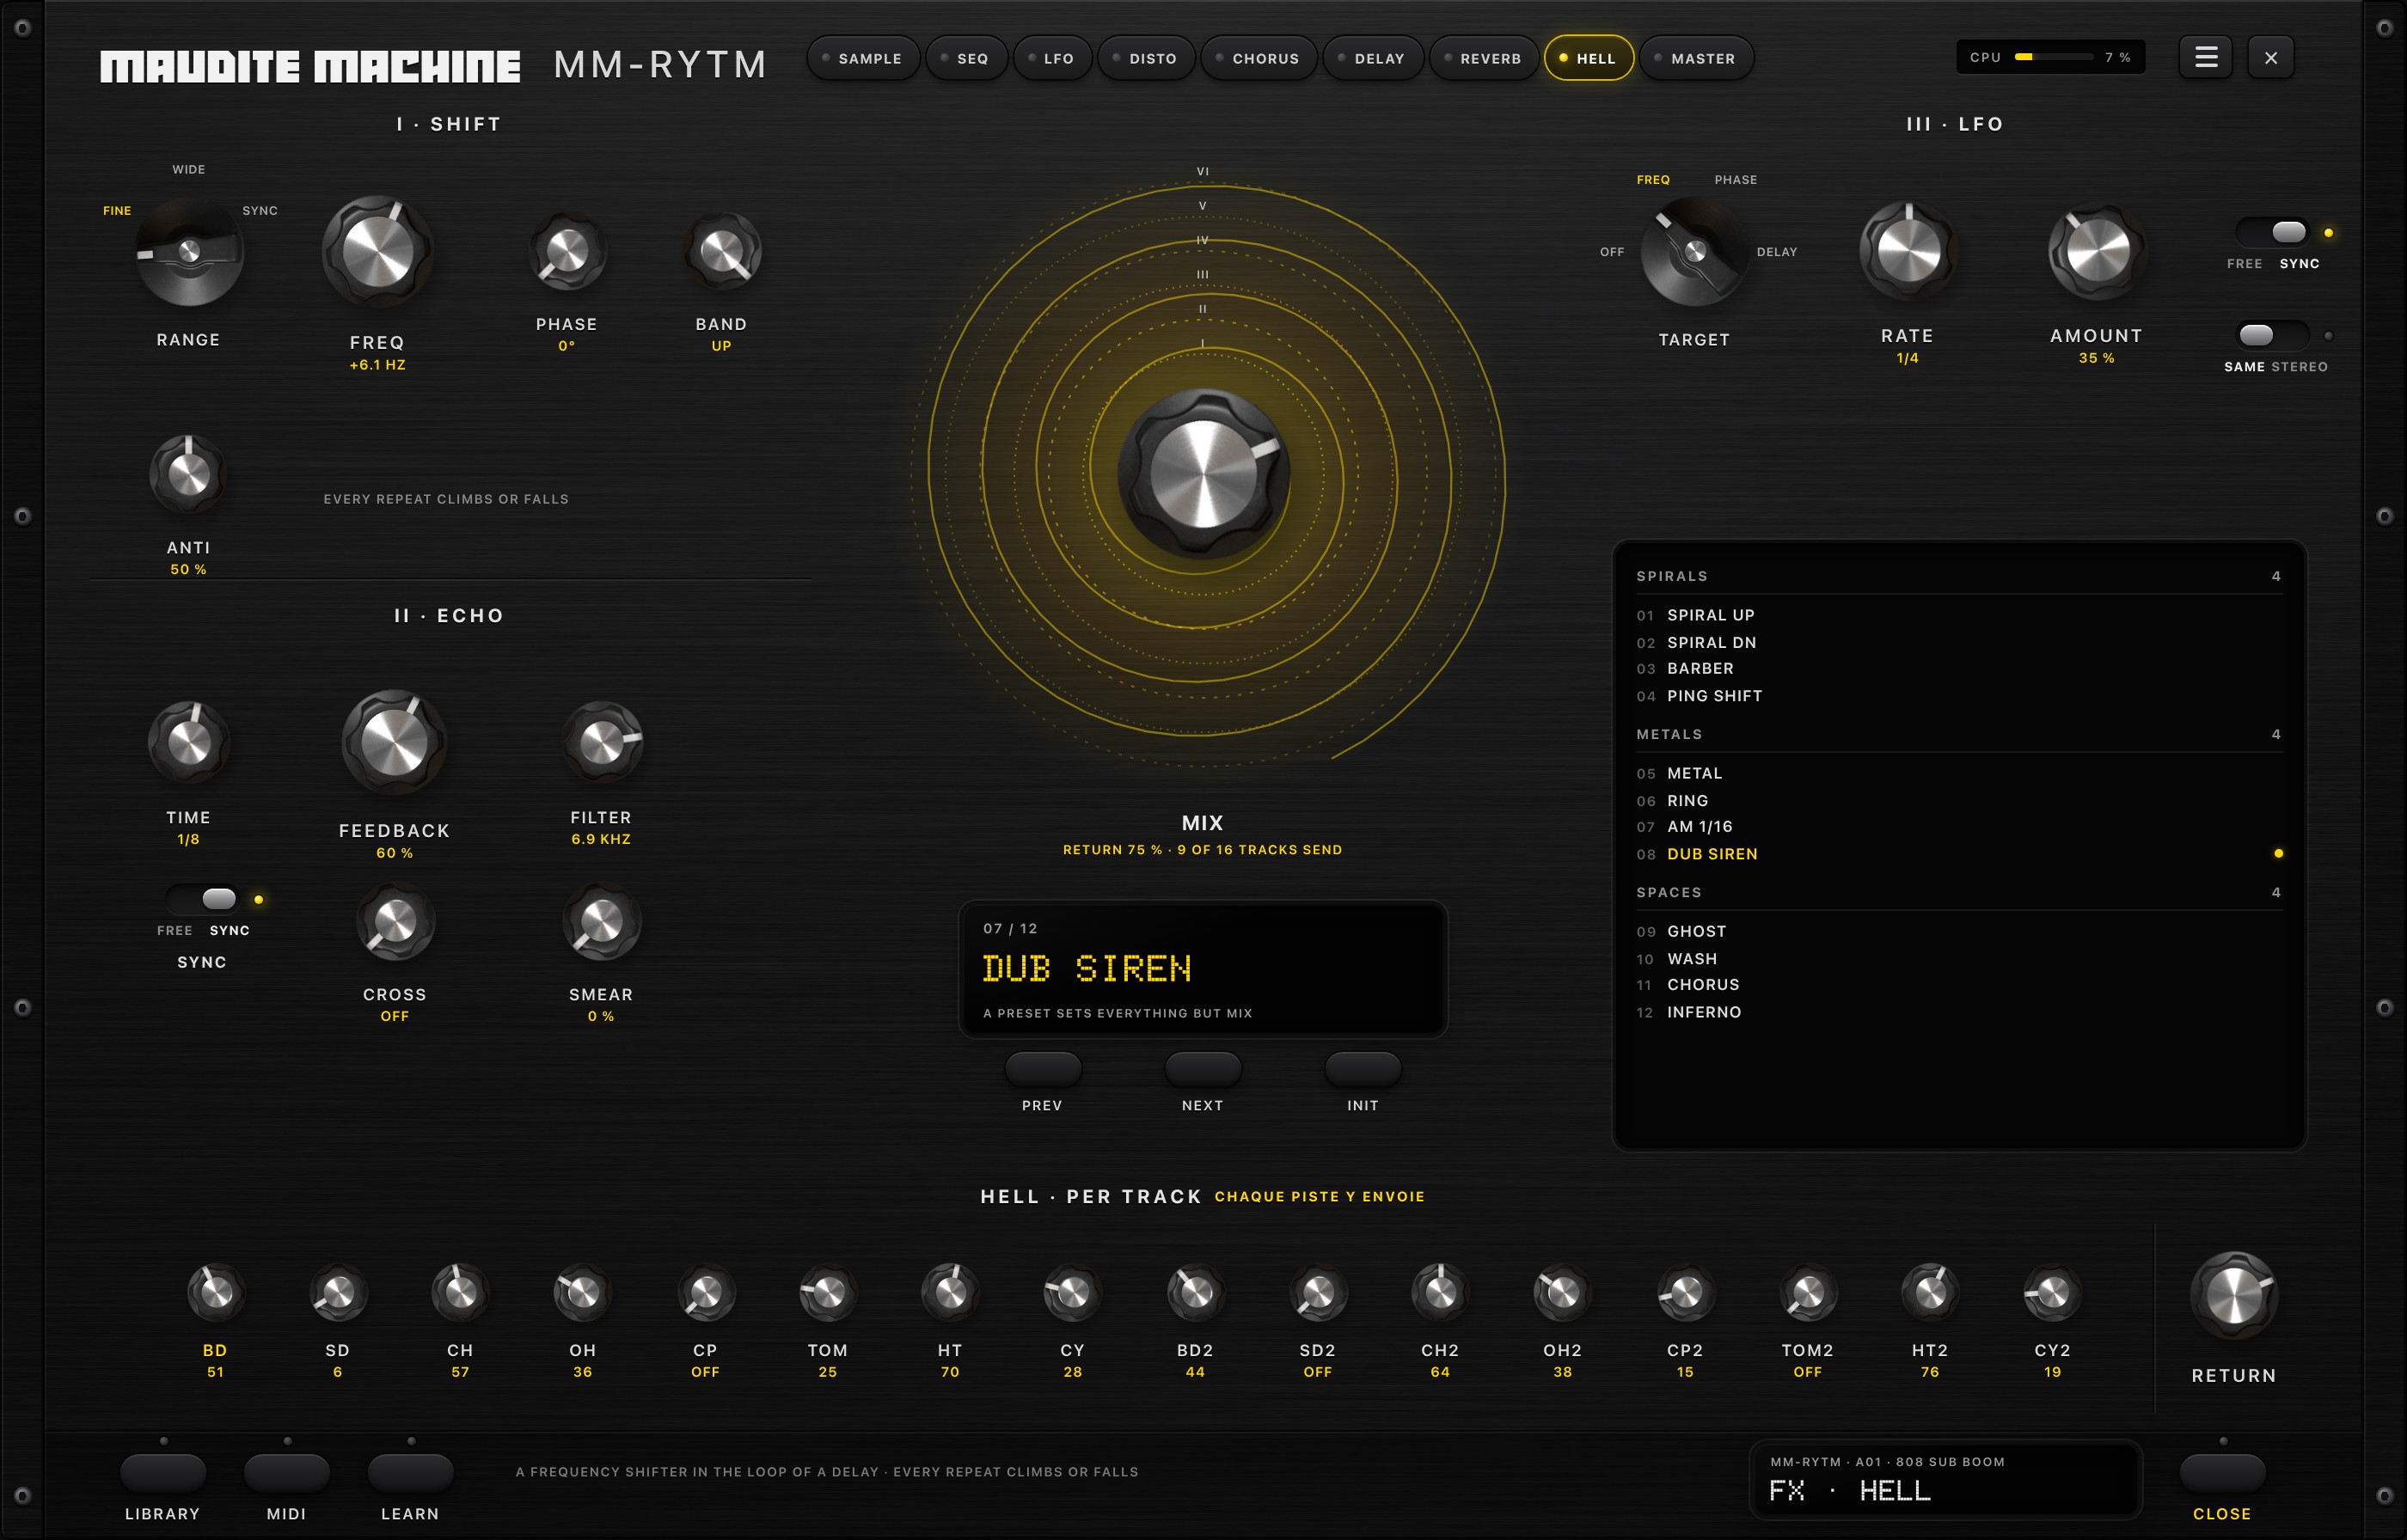 MAUDITE MACHINE MM-RYTM
SAMPLE SEQ LFO DISTO CHORUS DELAY REVERB HELL MASTER
CPU 7 %
I · SHIFT
WIDE
FINE SYNC
RANGE
FREQ
+6.1 HZ
PHASE
0°
BAND
UP
ANTI
50 %
EVERY REPEAT CLIMBS OR FALLS
II · ECHO
TIME
1/8
FEEDBACK
60 %
FILTER
6.9 KHZ
FREE SYNC
SYNC
CROSS
OFF
SMEAR
0 %
VI
V
IV
III
II
I
MIX
RETURN 75 % · 9 OF 16 TRACKS SEND
07 / 12
DUB SIREN
A PRESET SETS EVERYTHING BUT MIX
PREV NEXT INIT
III · LFO
FREQ PHASE
OFF DELAY
TARGET
RATE
1/4
AMOUNT
35 %
FREE SYNC
SAME STEREO
SPIRALS 4
01 SPIRAL UP
02 SPIRAL DN
03 BARBER
04 PING SHIFT
METALS 4
05 METAL
06 RING
07 AM 1/16
08 DUB SIREN
SPACES 4
09 GHOST
10 WASH
11 CHORUS
12 INFERNO
HELL · PER TRACK CHAQUE PISTE Y ENVOIE
BD SD CH OH CP TOM HT CY BD2 SD2 CH2 OH2 CP2 TOM2 HT2 CY2
51 6 57 36 OFF 25 70 28 44 OFF 64 38 15 OFF 76 19
RETURN
LIBRARY MIDI LEARN
A FREQUENCY SHIFTER IN THE LOOP OF A DELAY · EVERY REPEAT CLIMBS OR FALLS
MM-RYTM · A01 · 808 SUB BOOM
FX · HELL
CLOSE